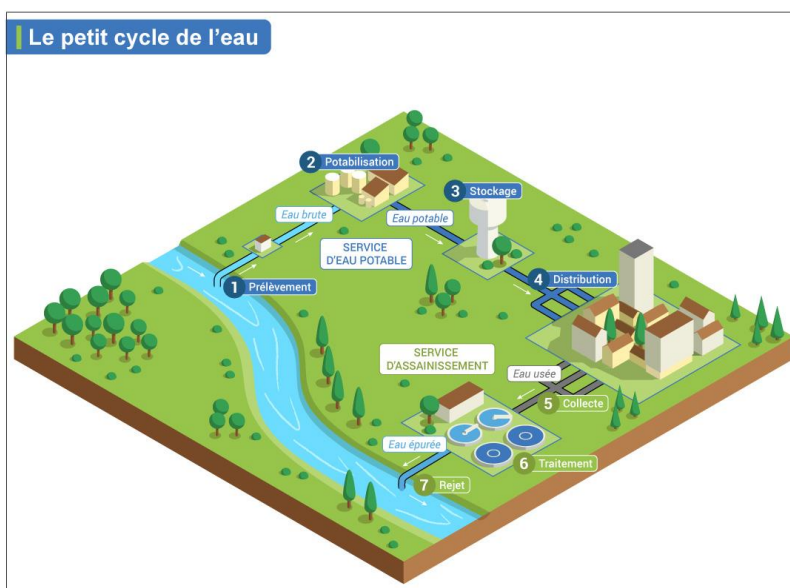 Le petit cycle de l'eau
2 Potabilisation
3 Stockage
Eau brute
Eau potable
SERVICE
D'EAU POTABLE
1 Prélèvement
4 Distribution
SERVICE
D'ASSAINISSEMENT
Eau usée
5 Collecte
Eau épurée
6 Traitement
7 Rejet